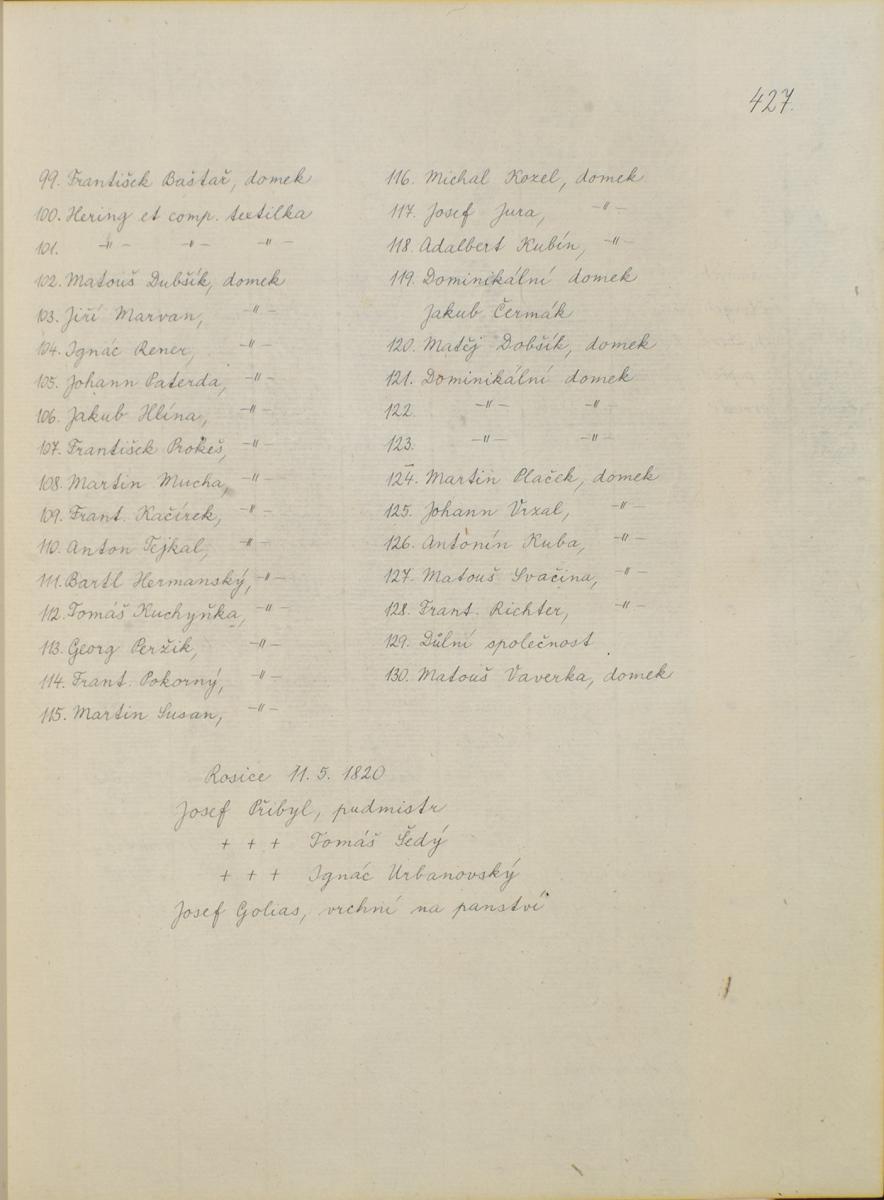 427.
99. František Baštař, domek
100. Hering et comp. textilka
101. -"- -"- -"-
102. Matouš Dubšík, domek
103. Jiří Marvan, -"-
104. Ignác Rener, -"-
105. Johann Paterda, -"-
106. Jakub Hlína, -"-
107. František Prokeš, -"-
108. Martin Mucha, -"-
109. Frant. Kačírek, -"-
110. Anton Tejkal, -"-
111. Bartl Hermanský, -"-
112. Tomáš Kuchyňka, -"-
113. Georg Peržik, -"-
114. Frant. Pokorný, -"-
115. Martin Susan, -"-
116. Michal Kozel, domek
117. Josef Jura, -"-
118. Adalbert Kubín, -"-
119. Dominikální domek
Jakub Čermák
120. Matěj Dobšík, domek
121. Dominikální domek
122. -"- -"-
123. -"- -"-
124. Martin Plaček, domek
125. Johann Vrzal, -"-
126. Antonín Kuba, -"-
127. Matouš Svačina, -"-
128. Frant. Richter, -"-
129. Důlní společnost
130. Matouš Vaverka, domek
Rosice 11. 5. 1820
Josef Přibyl, pudmistr
+ + + Tomáš Šedý
+ + + Ignác Urbanovský
Josef Golias, vrchní na panství